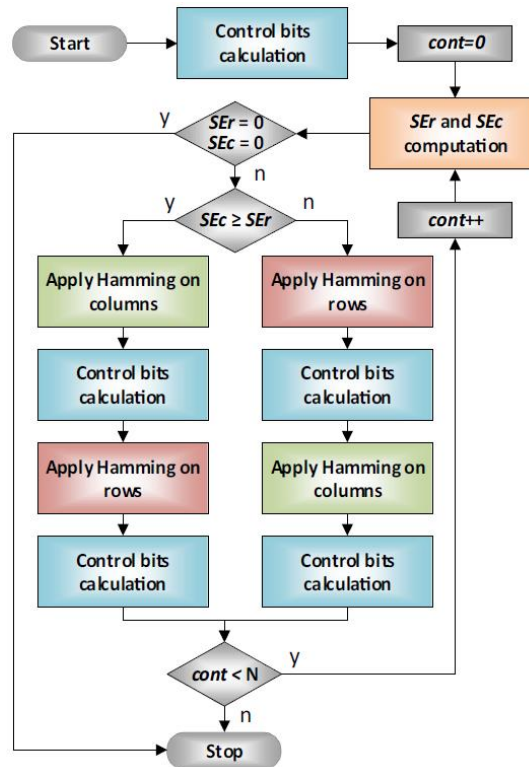 Start
Control bits
calculation
cont=0
SEr and SEc
computation
y
SEr = 0
SEc = 0
n
cont++
y
SEc ≥ SEr
n
Apply Hamming on
columns
Apply Hamming on
rows
Control bits
calculation
Control bits
calculation
Apply Hamming on
rows
Apply Hamming on
columns
Control bits
calculation
Control bits
calculation
cont < N
y
n
Stop